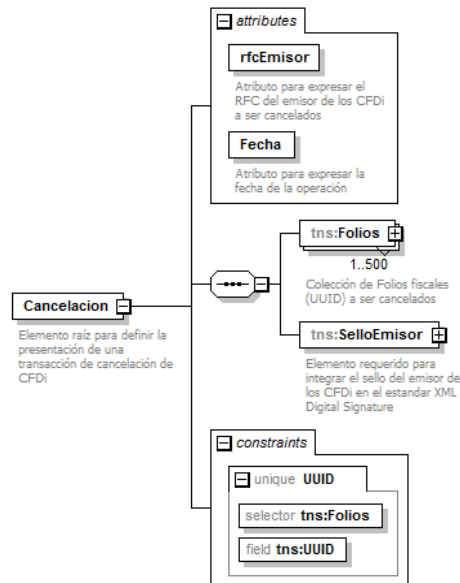 attributes
rfcEmisor
Atributo para expresar el
RFC del emisor de los CFDi
a ser cancelados
Fecha
Atributo para expresar la
fecha de la operación
tns:Folios
1..500
Colección de Folios fiscales
(UUID) a ser cancelados
Cancelacion
Elemento raíz para definir la
presentación de una
transacción de cancelación de
CFDi
tns:SelloEmisor
Elemento requerido para
integrar el sello del emisor de
los CFDi en el estandar XML
Digital Signature
constraints
unique UUID
selector tns:Folios
field tns:UUID